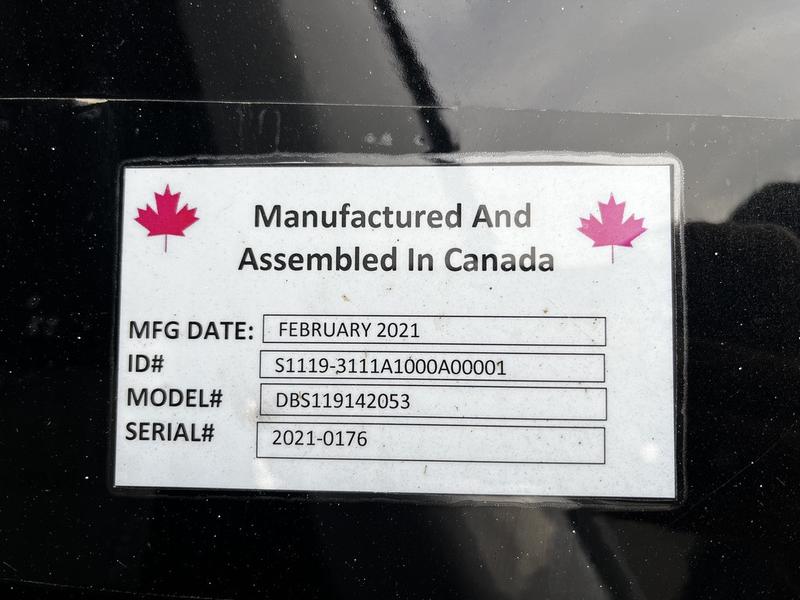 Manufactured And
Assembled In Canada
MFG DATE: FEBRUARY 2021
ID# S1119-3111A1000A00001
MODEL# DBS119142053
SERIAL# 2021-0176